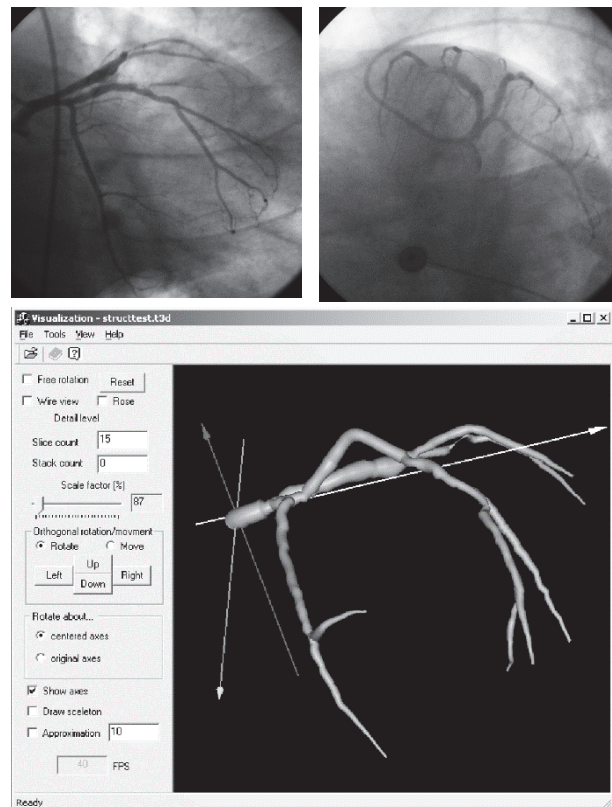 Visualization - structtest.t3d
File Tools View Help
Free rotation Reset
Wire view Rose
Detail level
Slice count 15
Stack count 0
Scale factor [%]
87
Orthogonal rotation/movment
Rotate Move
Up
Left Right
Down
Rotate about...
centered axes
original axes
Show axes
Draw sceleton
Approximation 10
40 FPS
Ready